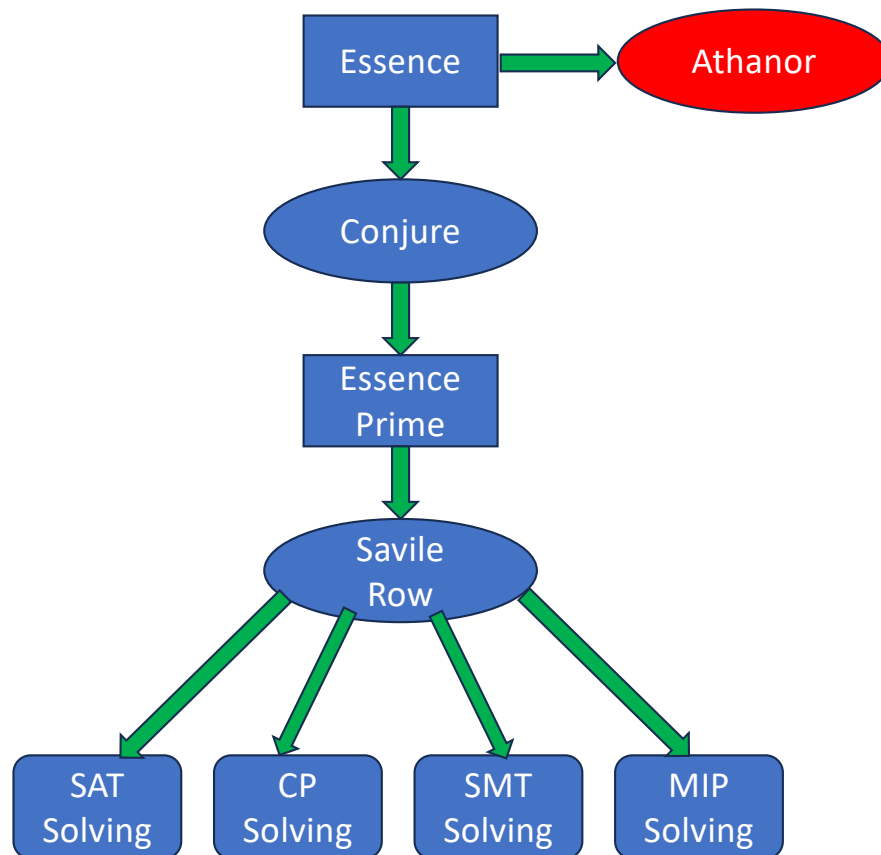 Essence
Athanor
Conjure
Essence
Prime
Savile
Row
SAT
Solving
CP
Solving
SMT
Solving
MIP
Solving